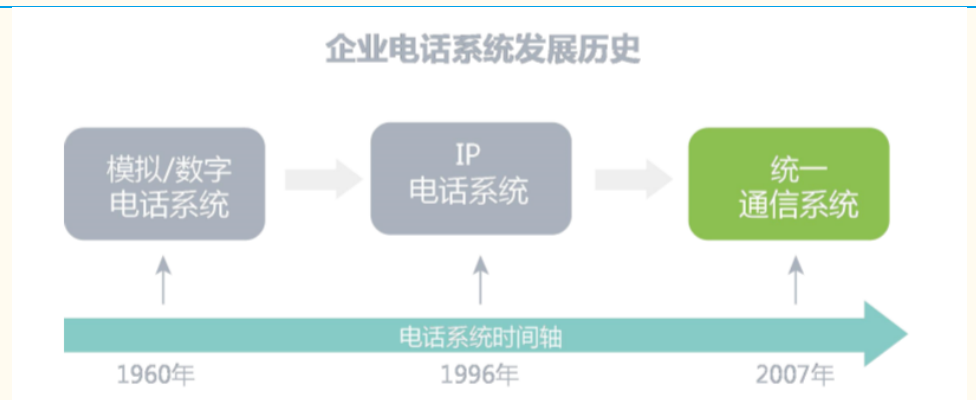 企业电话系统发展历史
模拟/数字
电话系统
IP
电话系统
统一
通信系统
电话系统时间轴
1960年
1996年
2007年